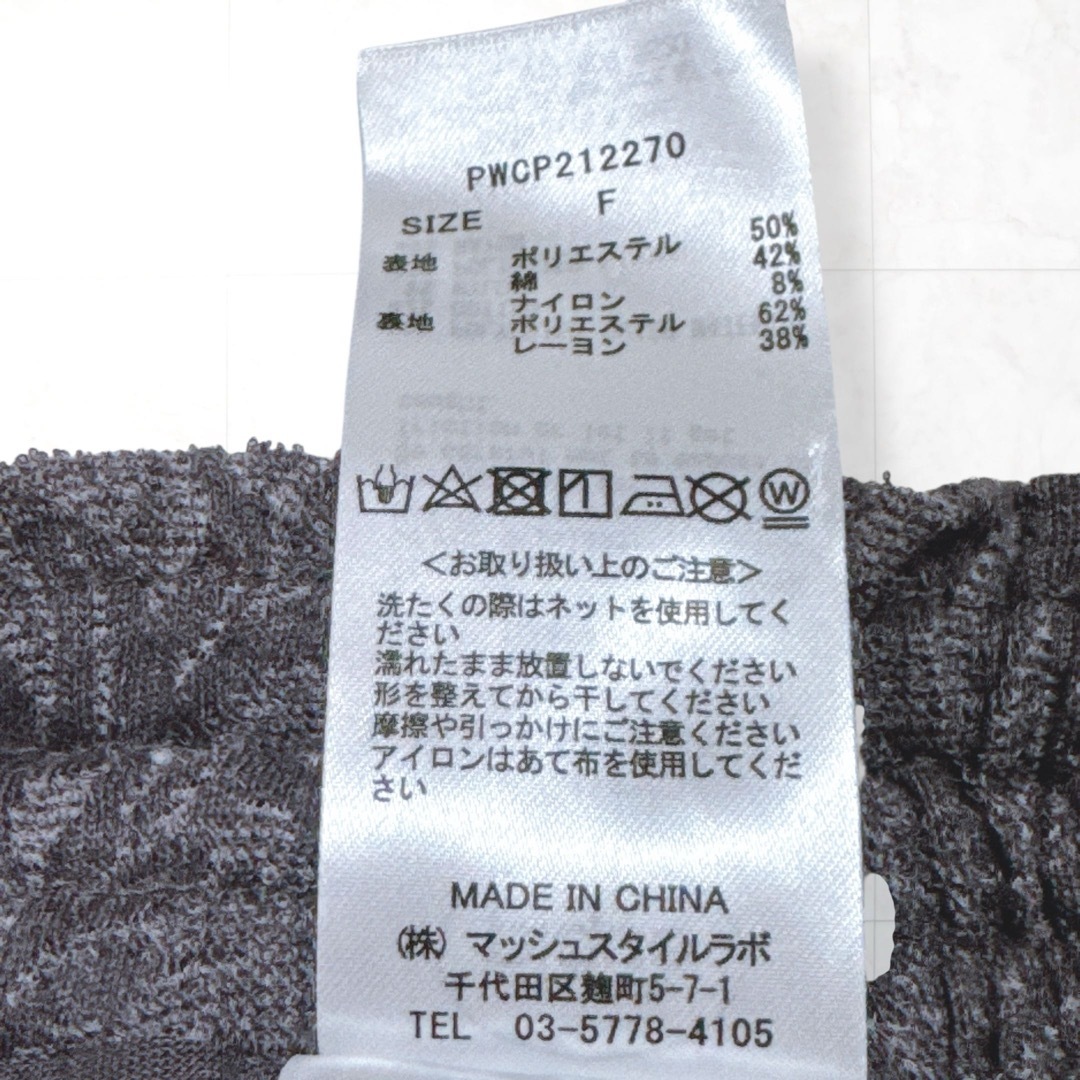 PWCP212270
SIZE F
表地 ポリエステル 50%
綿 42%
ナイロン 8%
裏地 ポリエステル 62%
レーヨン 38%
W
<お取り扱い上のご注意>
洗たくの際はネットを使用してく
ださい
濡れたまま放置しないでください
形を整えてから干してください
摩擦や引っかけにご注意ください
アイロンはあて布を使用してくだ
さい
MADE IN CHINA
(株) マッシュスタイルラボ
千代田区麹町5-7-1
TEL 03-5778-4105